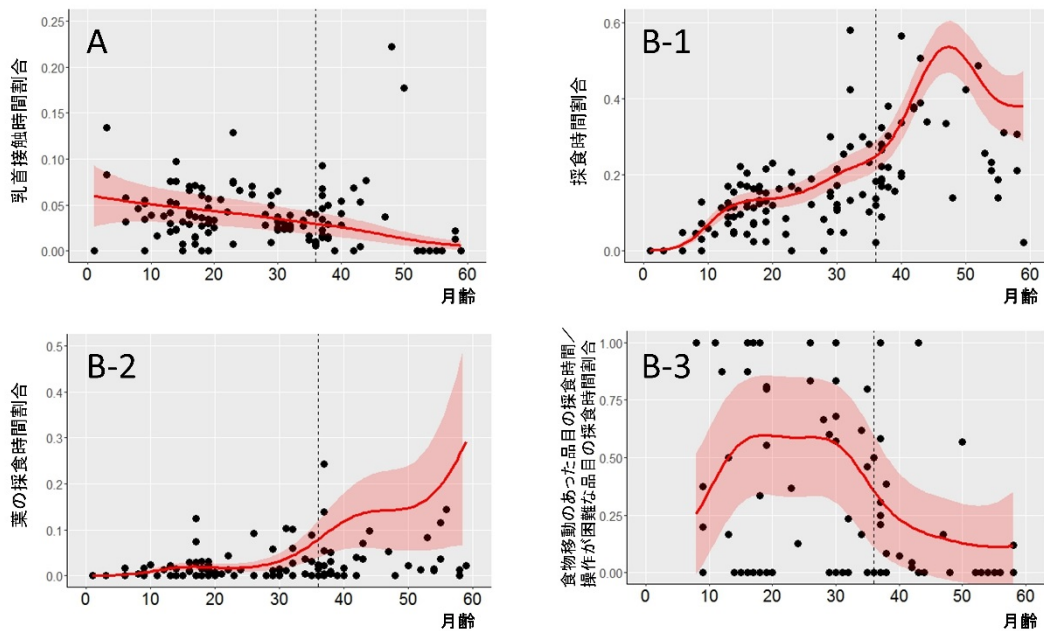 A
乳首接触時間割合
0.25
0.20
0.15
0.10
0.05
0.00
0 10 20 30 40 50 60
月齢
B-1
採食時間割合
0.6
0.4
0.2
0.0
0 10 20 30 40 50 60
月齢
B-2
葉の採食時間割合
0.5
0.4
0.3
0.2
0.1
0.0
0 10 20 30 40 50 60
月齢
B-3
食物移動のあった品目の採食時間/
操作が困難な品目の採食時間割合
1.00
0.75
0.50
0.25
0.00
0 10 20 30 40 50 60
月齢